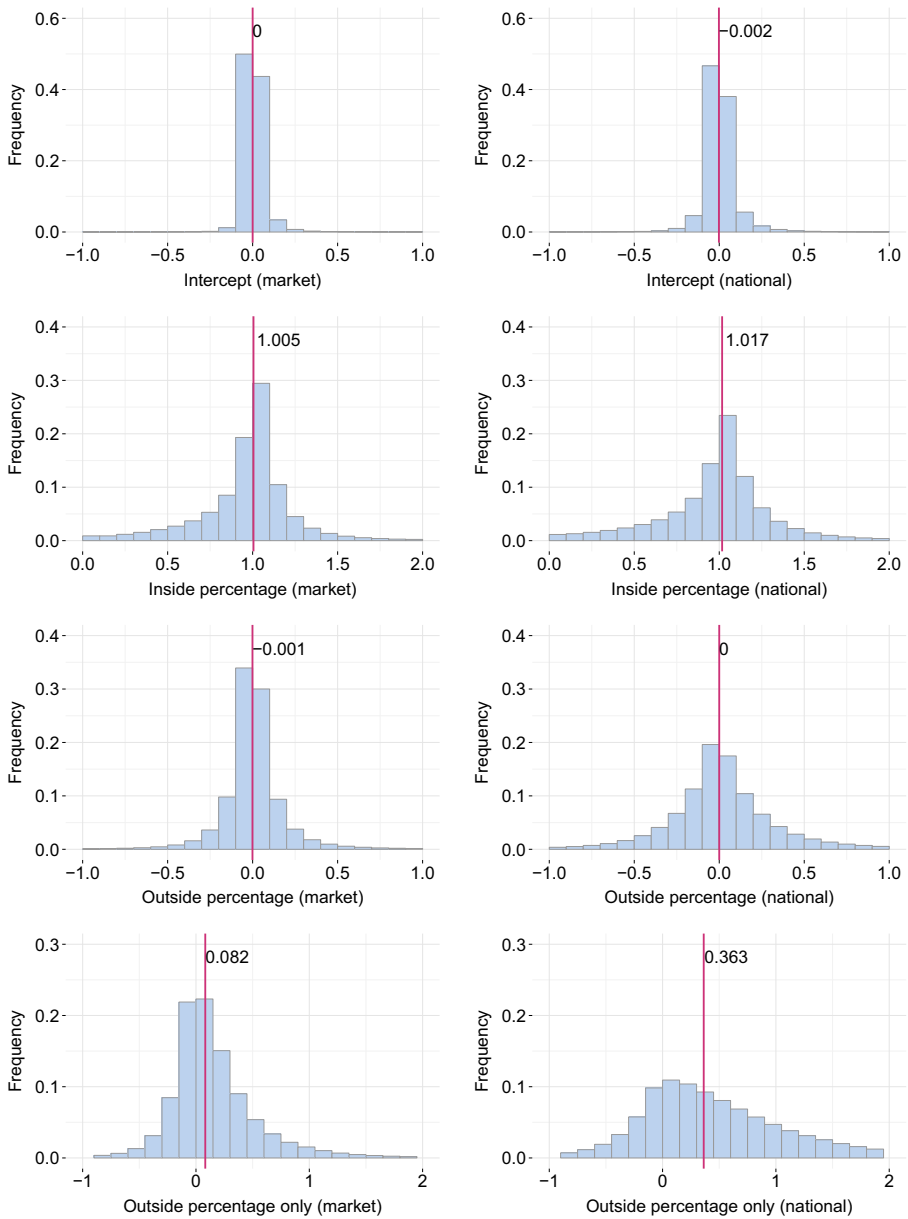 0.6
0.4
0.2
0.0
Frequency
0
−1.0 −0.5 0.0 0.5 1.0
Intercept (market)
0.6
0.4
0.2
0.0
Frequency
−0.002
−1.0 −0.5 0.0 0.5 1.0
Intercept (national)
0.4
0.3
0.2
0.1
0.0
Frequency
1.005
0.0 0.5 1.0 1.5 2.0
Inside percentage (market)
0.4
0.3
0.2
0.1
0.0
Frequency
1.017
0.0 0.5 1.0 1.5 2.0
Inside percentage (national)
0.4
0.3
0.2
0.1
0.0
Frequency
−0.001
−1.0 −0.5 0.0 0.5 1.0
Outside percentage (market)
0.4
0.3
0.2
0.1
0.0
Frequency
0
−1.0 −0.5 0.0 0.5 1.0
Outside percentage (national)
0.3
0.2
0.1
0.0
Frequency
0.082
−1 0 1 2
Outside percentage only (market)
0.3
0.2
0.1
0.0
Frequency
0.363
−1 0 1 2
Outside percentage only (national)